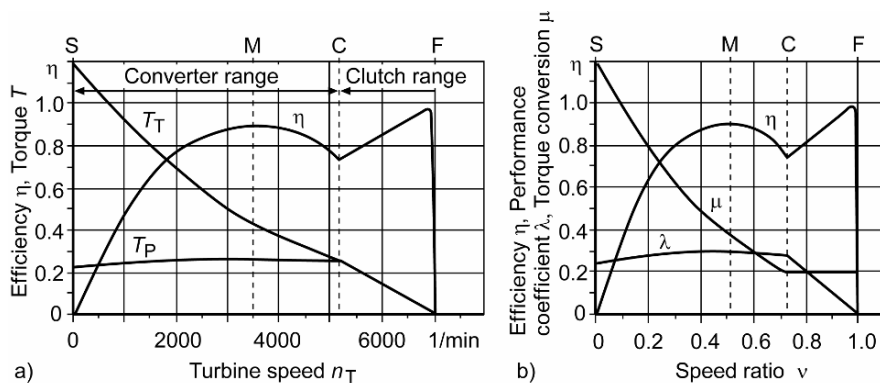 S M C F
η
Converter range Clutch range
1.0
0.8
0.6
0.4
0.2
0
T_T
η
T_P
0 2000 4000 6000 1/min
Turbine speed n_T
Efficiency η, Torque T
a)
S M C F
η
1.0
0.8
0.6
0.4
0.2
0
η
μ
λ
0 0.2 0.4 0.6 0.8 1.0
Speed ratio ν
Efficiency η, Performance
coefficient λ, Torque conversion μ
b)